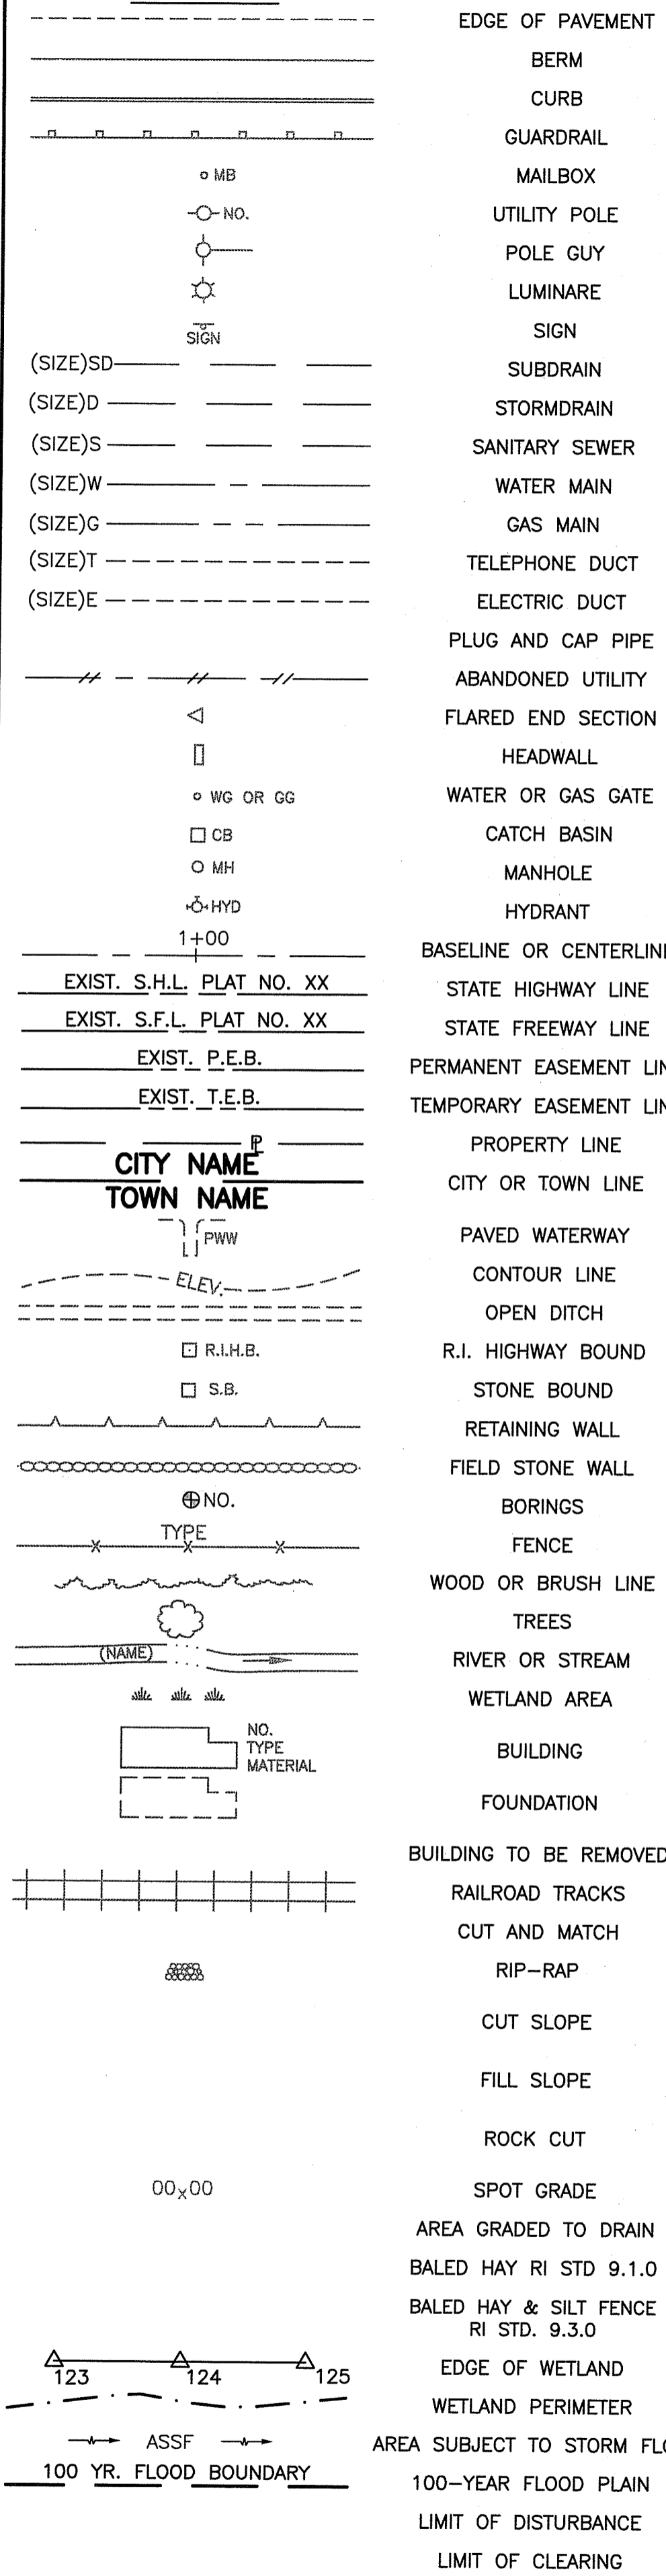 EDGE OF PAVEMENT
BERM
CURB
GUARDRAIL
MB MAILBOX
NO. UTILITY POLE
POLE GUY
LUMINARE
SIGN SIGN
(SIZE)SD SUBDRAIN
(SIZE)D STORMDRAIN
(SIZE)S SANITARY SEWER
(SIZE)W WATER MAIN
(SIZE)G GAS MAIN
(SIZE)T TELEPHONE DUCT
(SIZE)E ELECTRIC DUCT
PLUG AND CAP PIPE
ABANDONED UTILITY
FLARED END SECTION
HEADWALL
WG OR GG WATER OR GAS GATE
CB CATCH BASIN
MH MANHOLE
HYD HYDRANT
1+00 BASELINE OR CENTERLIN
EXIST. S.H.L. PLAT NO. XX STATE HIGHWAY LINE
EXIST. S.F.L. PLAT NO. XX STATE FREEWAY LINE
EXIST. P.E.B. PERMANENT EASEMENT LIN
EXIST. T.E.B. TEMPORARY EASEMENT LIN
PL PROPERTY LINE
CITY NAME
CITY OR TOWN LINE
TOWN NAME
PWW PAVED WATERWAY
ELEV. CONTOUR LINE
OPEN DITCH
R.I.H.B. R.I. HIGHWAY BOUND
S.B. STONE BOUND
RETAINING WALL
FIELD STONE WALL
NO. BORINGS
TYPE FENCE
WOOD OR BRUSH LINE
TREES
(NAME) RIVER OR STREAM
WETLAND AREA
NO.
TYPE BUILDING
MATERIAL
FOUNDATION
BUILDING TO BE REMOVED
RAILROAD TRACKS
CUT AND MATCH
RIP-RAP
CUT SLOPE
FILL SLOPE
ROCK CUT
00x00 SPOT GRADE
AREA GRADED TO DRAIN
BALED HAY RI STD 9.1.0
BALED HAY & SILT FENCE
RI STD. 9.3.0
123 124 125 EDGE OF WETLAND
WETLAND PERIMETER
ASSF AREA SUBJECT TO STORM FLO
100 YR. FLOOD BOUNDARY 100-YEAR FLOOD PLAIN
LIMIT OF DISTURBANCE
LIMIT OF CLEARING